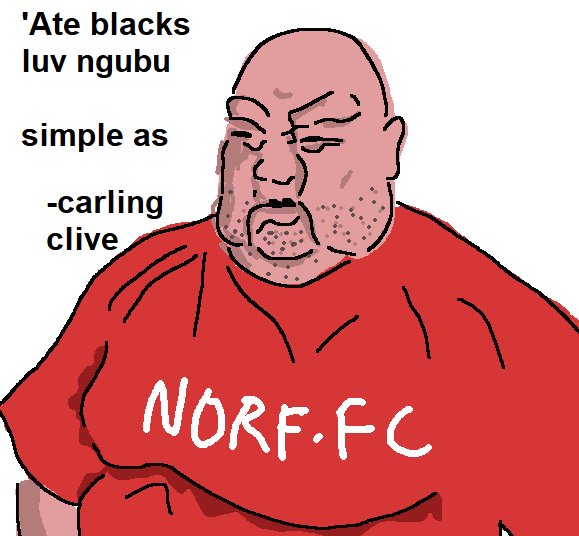 'Ate blacks
luv ngubu
simple as
-carling
clive
NORF.FC